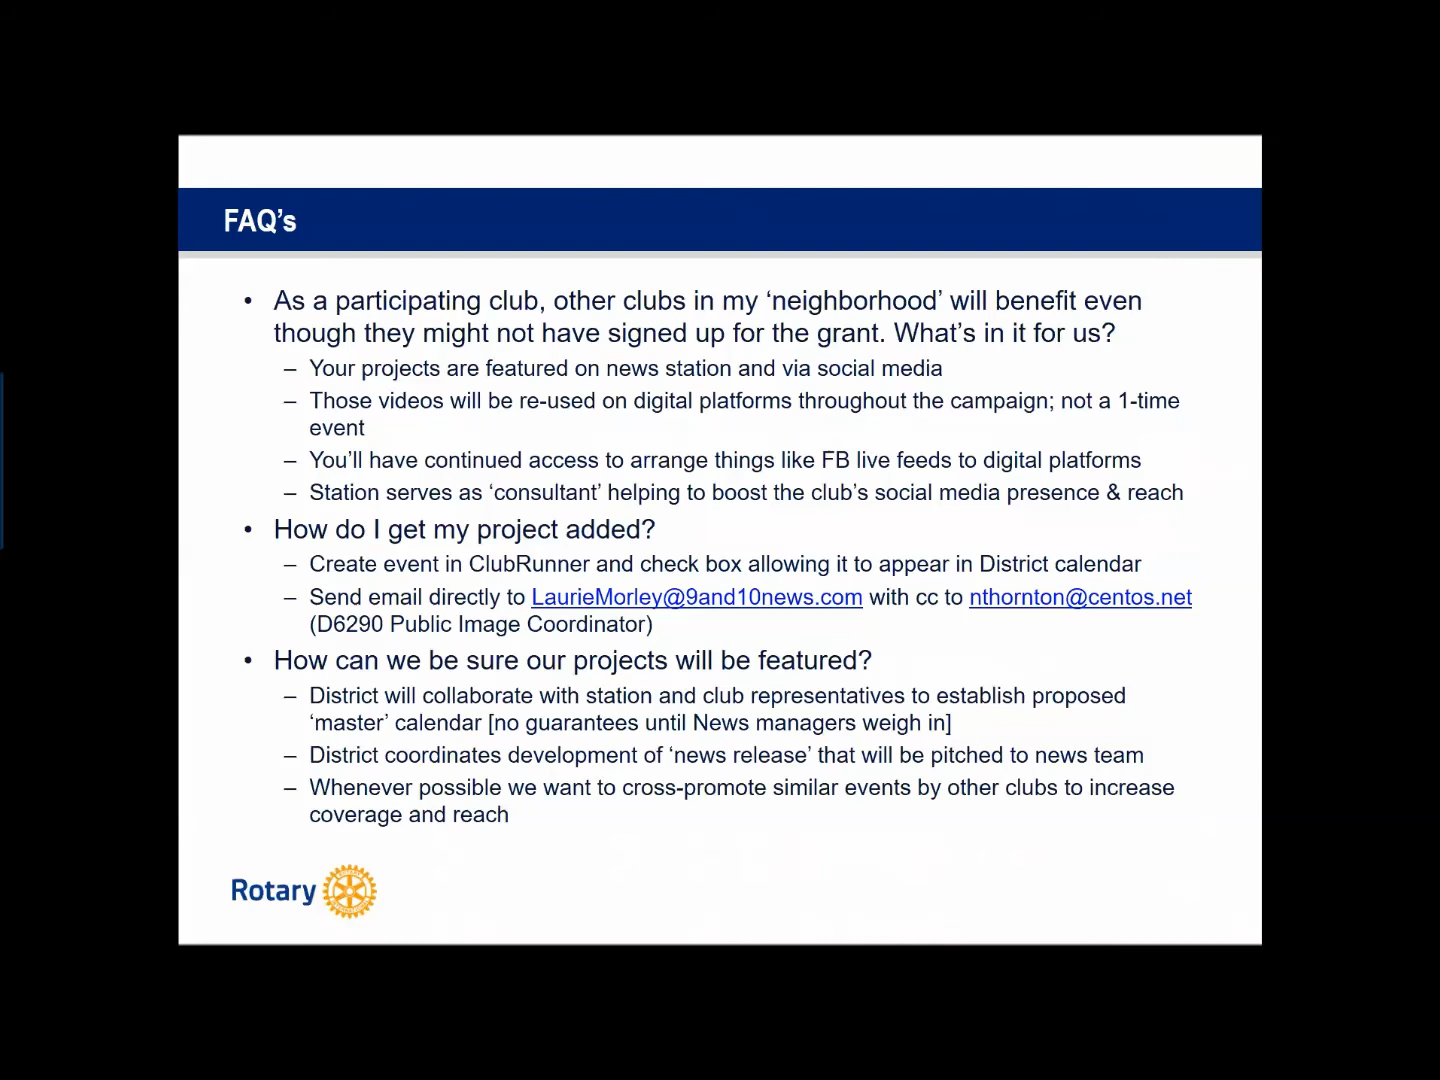 FAQ’s
• As a participating club, other clubs in my ‘neighborhood’ will benefit even
though they might not have signed up for the grant. What’s in it for us?
– Your projects are featured on news station and via social media
– Those videos will be re-used on digital platforms throughout the campaign; not a 1-time
event
– You’ll have continued access to arrange things like FB live feeds to digital platforms
– Station serves as ‘consultant’ helping to boost the club’s social media presence & reach
• How do I get my project added?
– Create event in ClubRunner and check box allowing it to appear in District calendar
– Send email directly to LaurieMorley@9and10news.com with cc to nthornton@centos.net
(D6290 Public Image Coordinator)
• How can we be sure our projects will be featured?
– District will collaborate with station and club representatives to establish proposed
‘master’ calendar [no guarantees until News managers weigh in]
– District coordinates development of ‘news release’ that will be pitched to news team
– Whenever possible we want to cross-promote similar events by other clubs to increase
coverage and reach
Rotary